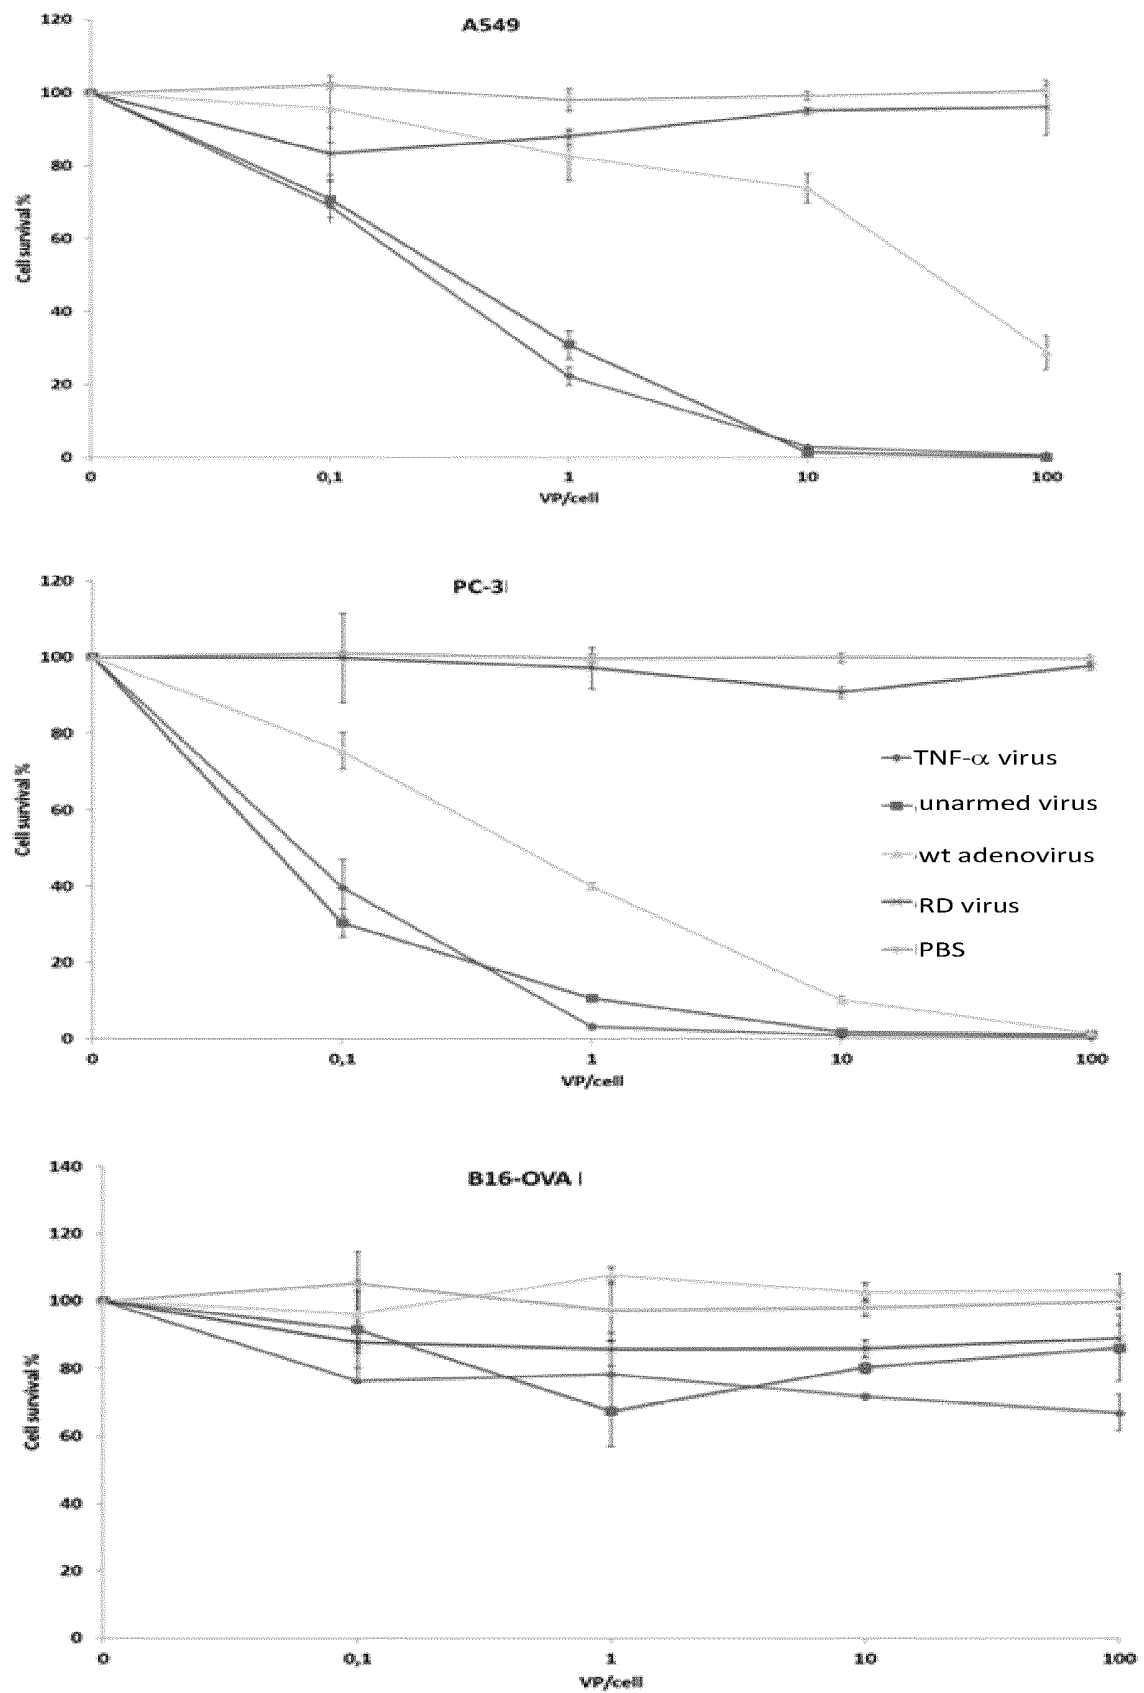 A549
120
100
80
60
40
20
0
Cell survival %
0 0,1 1 10 100
VP/cell
PC-3
120
100
80
60
40
20
0
Cell survival %
TNF-α virus
unarmed virus
wt adenovirus
RD virus
PBS
0 0,1 1 10 100
VP/cell
B16-OVA
140
120
100
80
60
40
20
0
Cell survival %
0 0,1 1 10 100
VP/cell